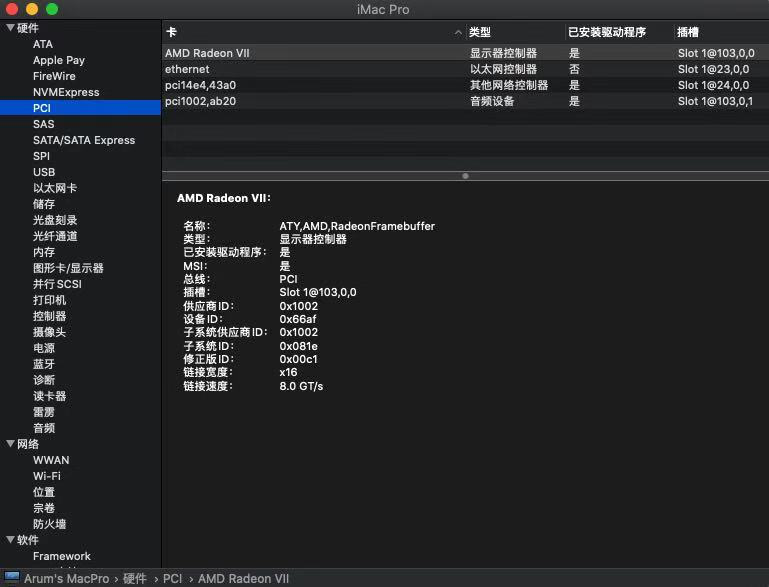 iMac Pro
硬件
ATA
Apple Pay
FireWire
NVMExpress
PCI
SAS
SATA/SATA Express
SPI
USB
以太网卡
储存
光盘刻录
光纤通道
内存
图形卡/显示器
并行 SCSI
打印机
控制器
摄像头
电源
蓝牙
诊断
读卡器
雷雳
音频
网络
WWAN
Wi-Fi
位置
宗卷
防火墙
软件
Framework
卡 类型 已安装驱动程序 插槽
AMD Radeon VII 显示器控制器 是 Slot 1@103,0,0
ethernet 以太网控制器 否 Slot 1@23,0,0
pci14e4,43a0 其他网络控制器 是 Slot 1@24,0,0
pci1002,ab20 音频设备 是 Slot 1@103,0,1
AMD Radeon VII：
名称： ATY,AMD,RadeonFramebuffer
类型： 显示器控制器
已安装驱动程序： 是
MSI： 是
总线： PCI
插槽： Slot 1@103,0,0
供应商 ID： 0x1002
设备 ID： 0x66af
子系统供应商 ID： 0x1002
子系统 ID： 0x081e
修正版 ID： 0x00c1
链接宽度： x16
链接速度： 8.0 GT/s
Arum's MacPro › 硬件 › PCI › AMD Radeon VII